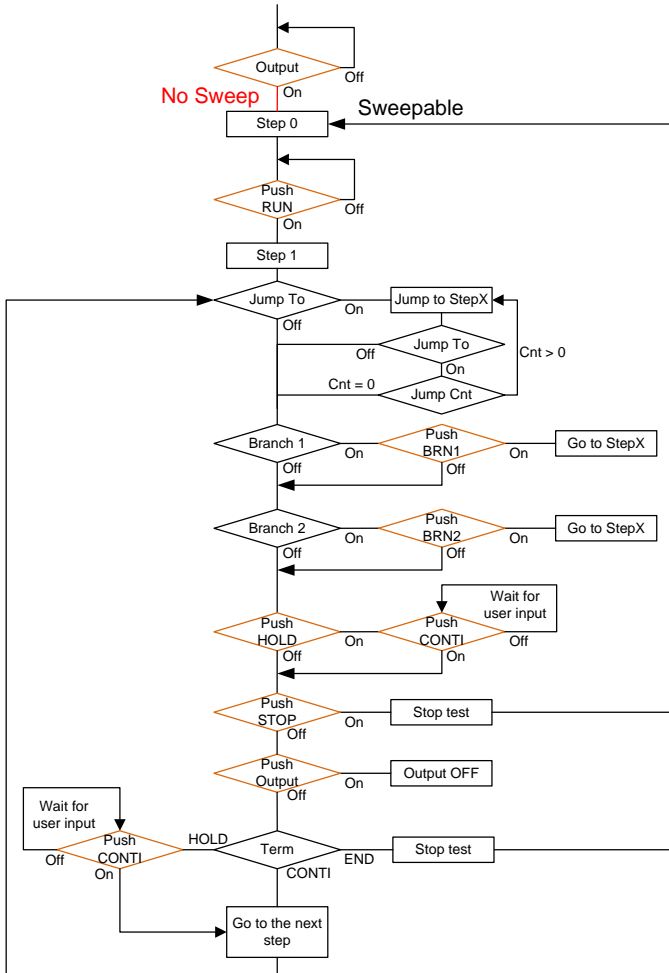 Output
Off
On
No Sweep
Sweepable
Step 0
Push
RUN
Off
On
Step 1
Jump To
On
Jump to StepX
Off
Jump To
Off
On
Cnt > 0
Cnt = 0
Jump Cnt
Branch 1
On
Push
BRN1
On
Go to StepX
Off
Off
Branch 2
On
Push
BRN2
On
Go to StepX
Off
Off
Wait for
user input
Push
HOLD
On
Push
CONTI
Off
Off
On
Push
STOP
On
Stop test
Off
Push
Output
On
Output OFF
Off
Wait for
user input
Push
CONTI
Off
On
HOLD
Term
END
Stop test
CONTI
Go to the next
step